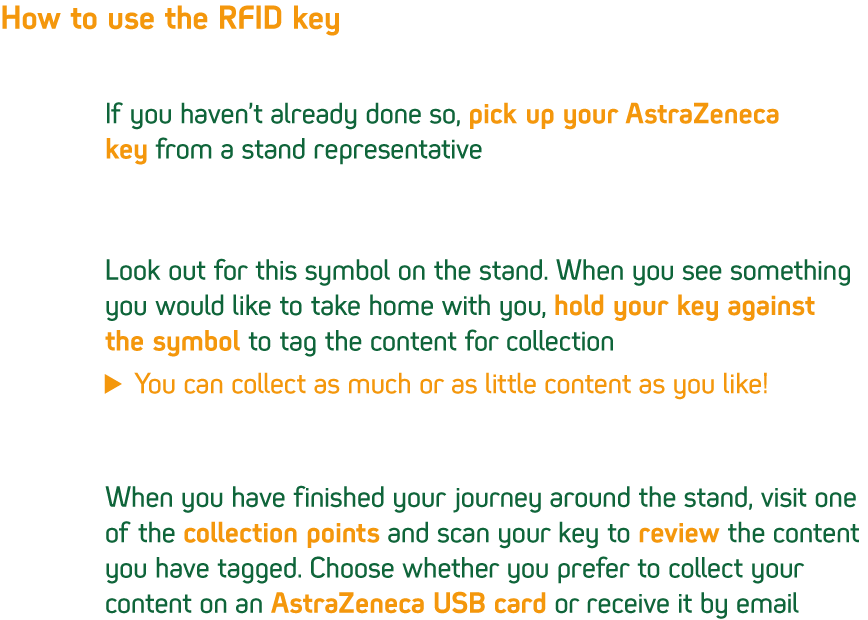 How to use the RFID key
If you haven't already done so, pick up your AstraZeneca
key from a stand representative
Look out for this symbol on the stand. When you see something
you would like to take home with you, hold your key against
the symbol to tag the content for collection
You can collect as much or as little content as you like!
When you have finished your journey around the stand, visit one
of the collection points and scan your key to review the content
you have tagged. Choose whether you prefer to collect your
content on an AstraZeneca USB card or receive it by email